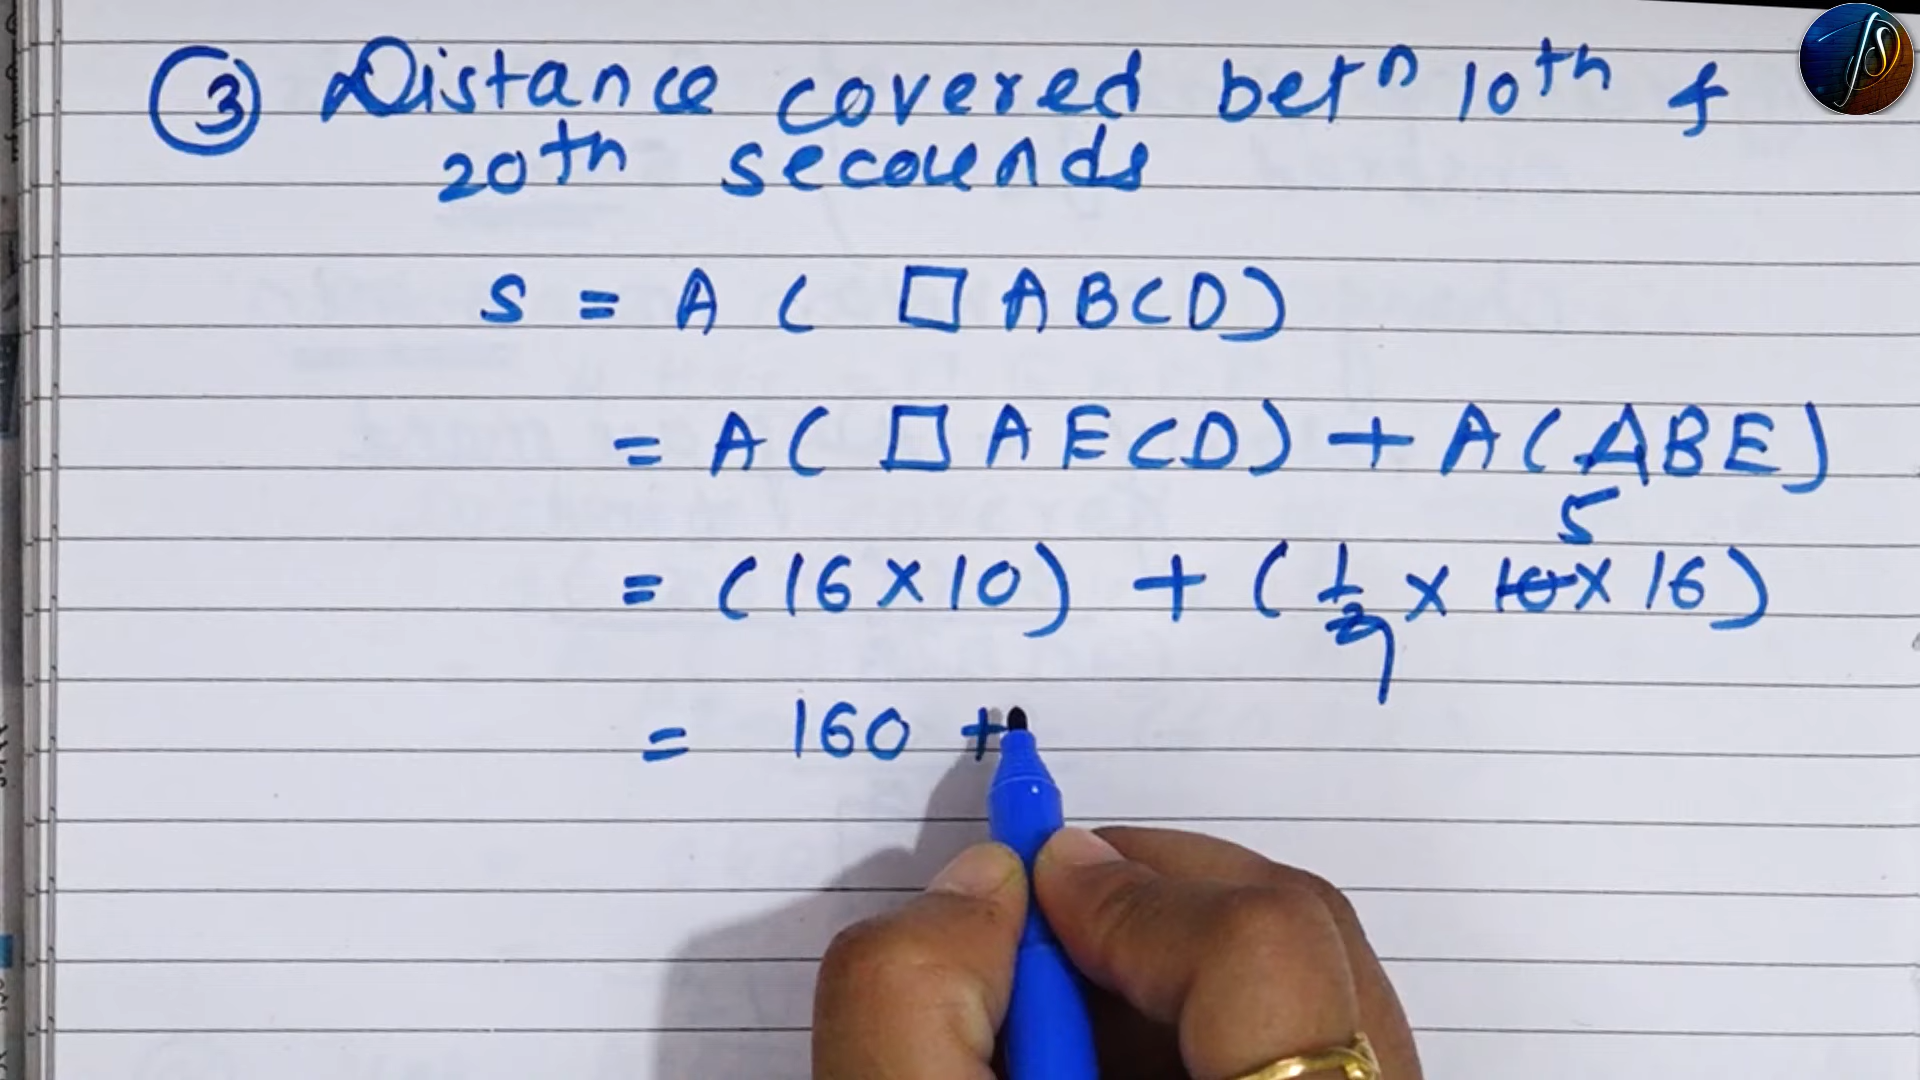 ③ Distance covered betⁿ 10th &
20th secounds
S = A ( □ ABCD)
= A ( □ AECD) + A ( △ABE)
5
= (16 × 10) + ( 1/2 × 10 × 16 )
= 160 +